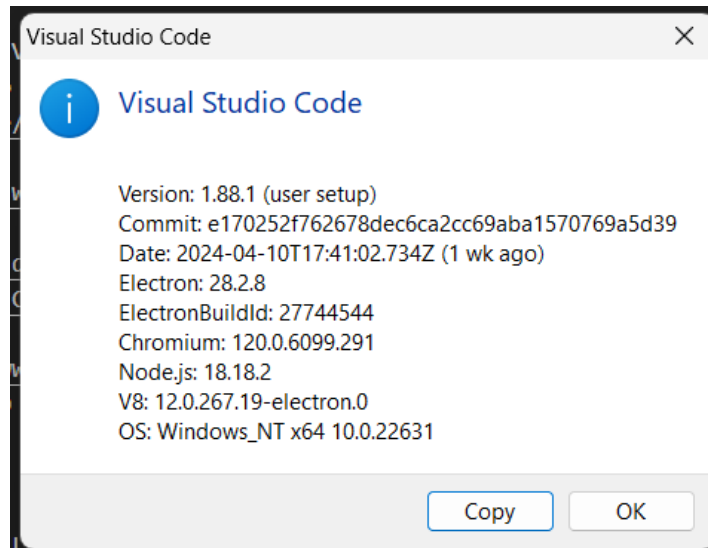 Visual Studio Code
Visual Studio Code
Version: 1.88.1 (user setup)
Commit: e170252f762678dec6ca2cc69aba1570769a5d39
Date: 2024-04-10T17:41:02.734Z (1 wk ago)
Electron: 28.2.8
ElectronBuildId: 27744544
Chromium: 120.0.6099.291
Node.js: 18.18.2
V8: 12.0.267.19-electron.0
OS: Windows_NT x64 10.0.22631
Copy OK